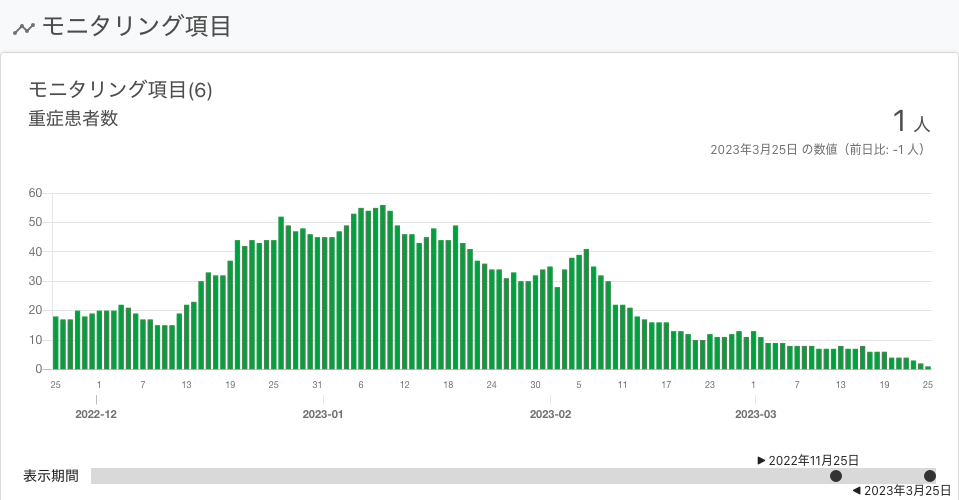 モニタリング項目
モニタリング項目(6)
重症患者数
1 人
2023年3月25日 の数値（前日比: -1 人）
60
50
40
30
20
10
0
25 1 7 13 19 25 31 6 12 18 24 30 5 11 17 23 1 7 13 19 25
2022-12 2023-01 2023-02 2023-03
2022年11月25日
表示期間
2023年3月25日